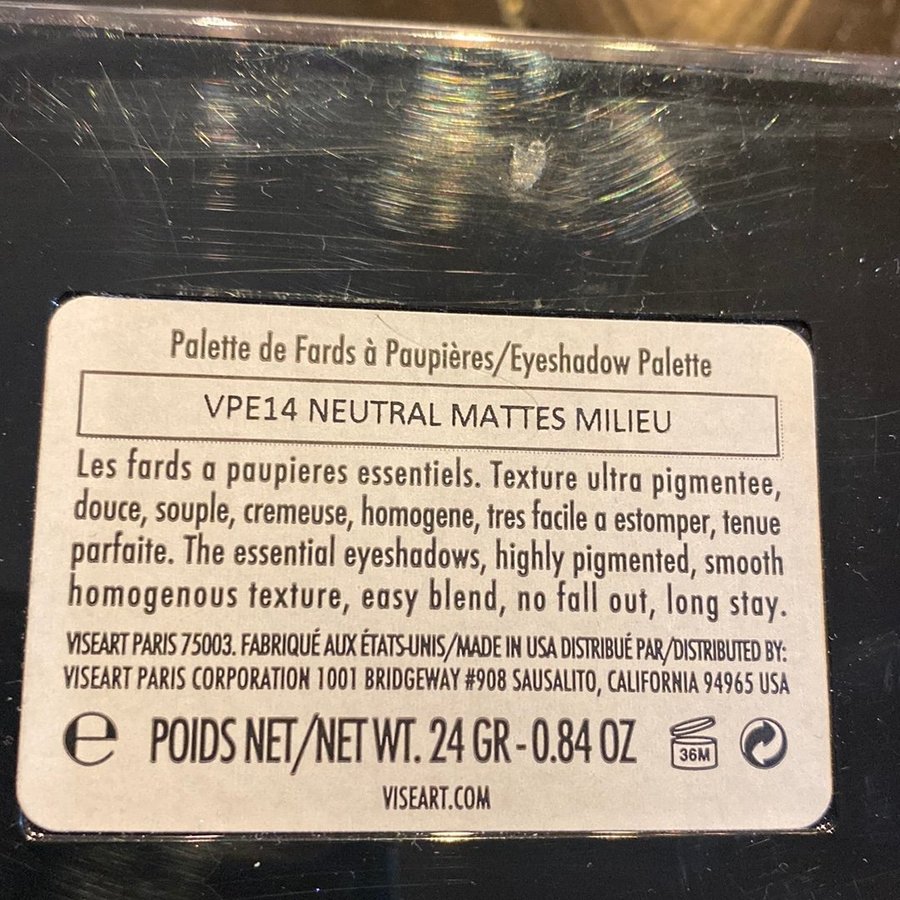 Palette de Fards à Paupières/Eyeshadow Palette
VPE14 NEUTRAL MATTES MILIEU
Les fards a paupieres essentiels. Texture ultra pigmentee,
douce, souple, cremeuse, homogene, tres facile a estomper, tenue
parfaite. The essential eyeshadows, highly pigmented, smooth
homogenous texture, easy blend, no fall out, long stay.
VISEART PARIS 75003. FABRIQUÉ AUX ÉTATS-UNIS/MADE IN USA DISTRIBUÉ PAR/DISTRIBUTED BY:
VISEART PARIS CORPORATION 1001 BRIDGEWAY #908 SAUSALITO, CALIFORNIA 94965 USA
℮ POIDS NET/NET WT. 24 GR - 0.84 OZ 36M
VISEART.COM